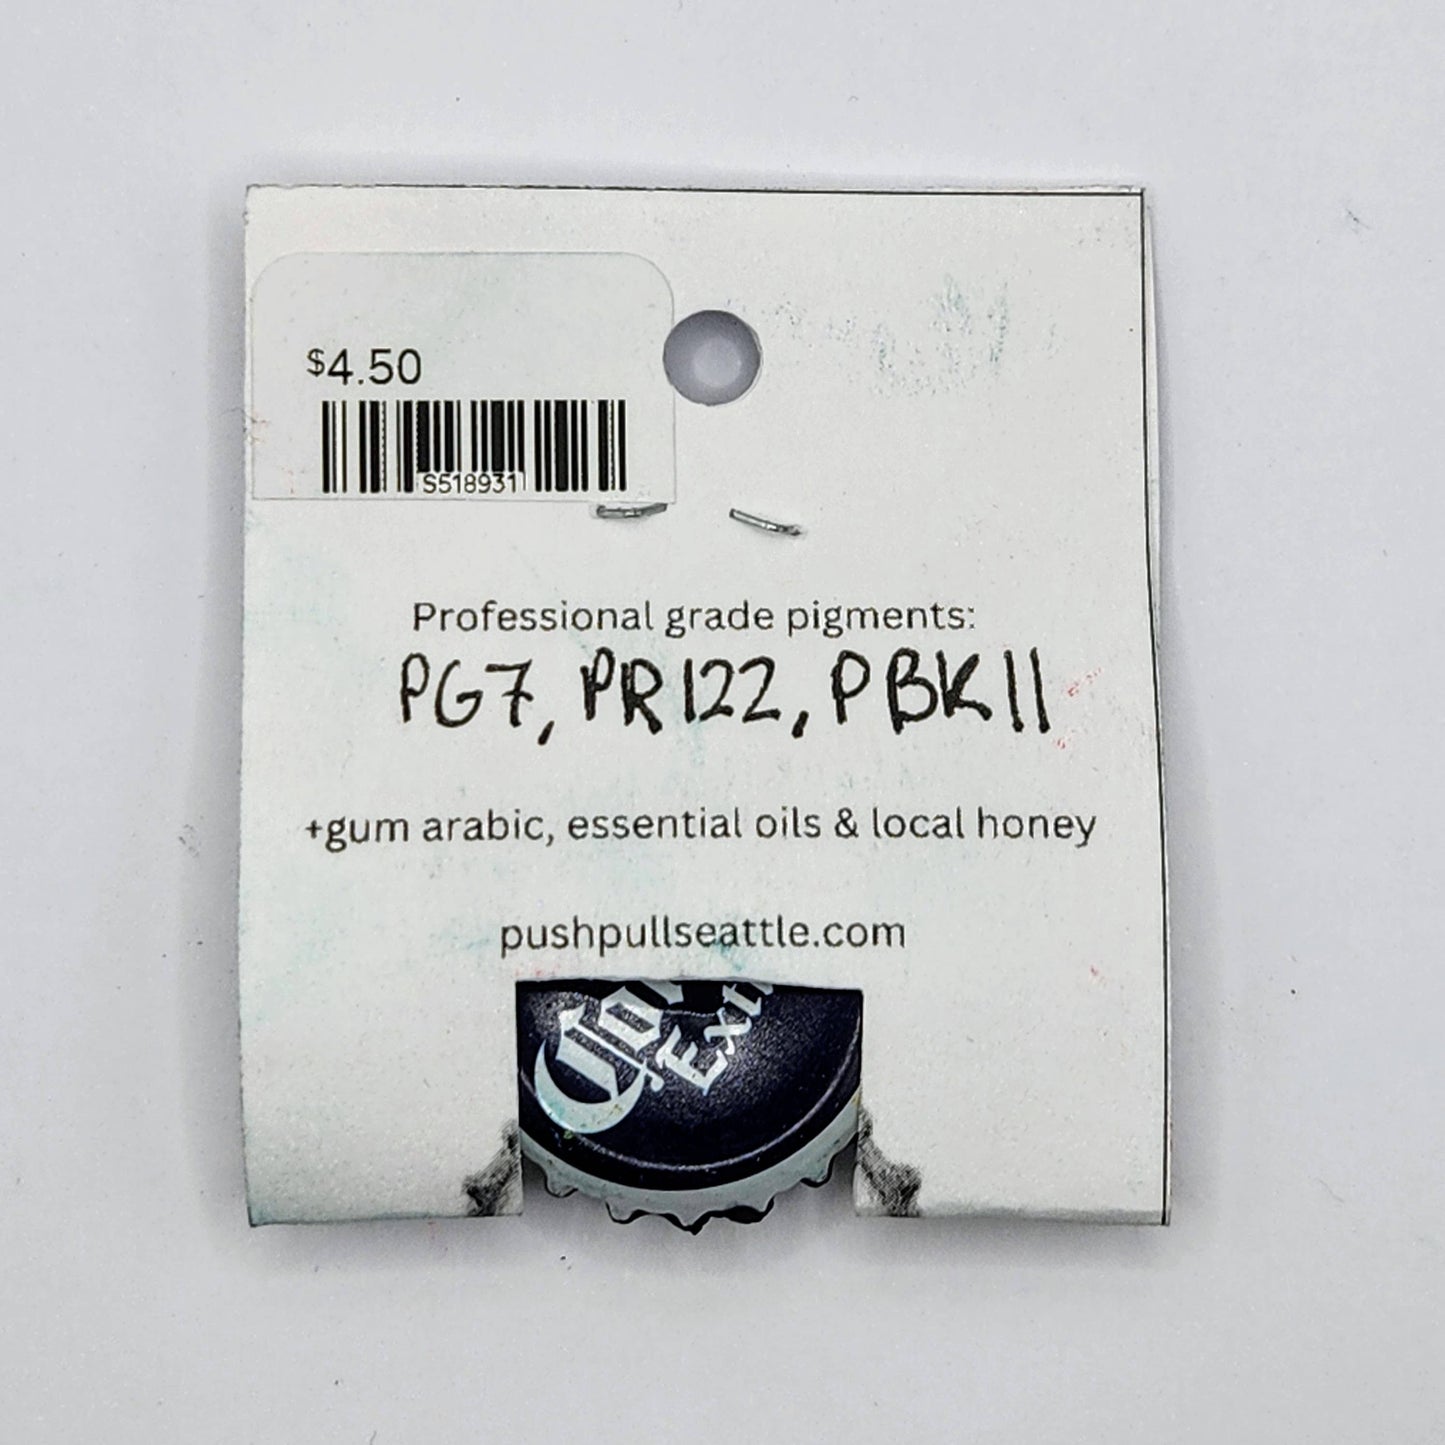 $4.50
S518931
Professional grade pigments:
PG7, PR122, PBK11
+gum arabic, essential oils & local honey
pushpullseattle.com